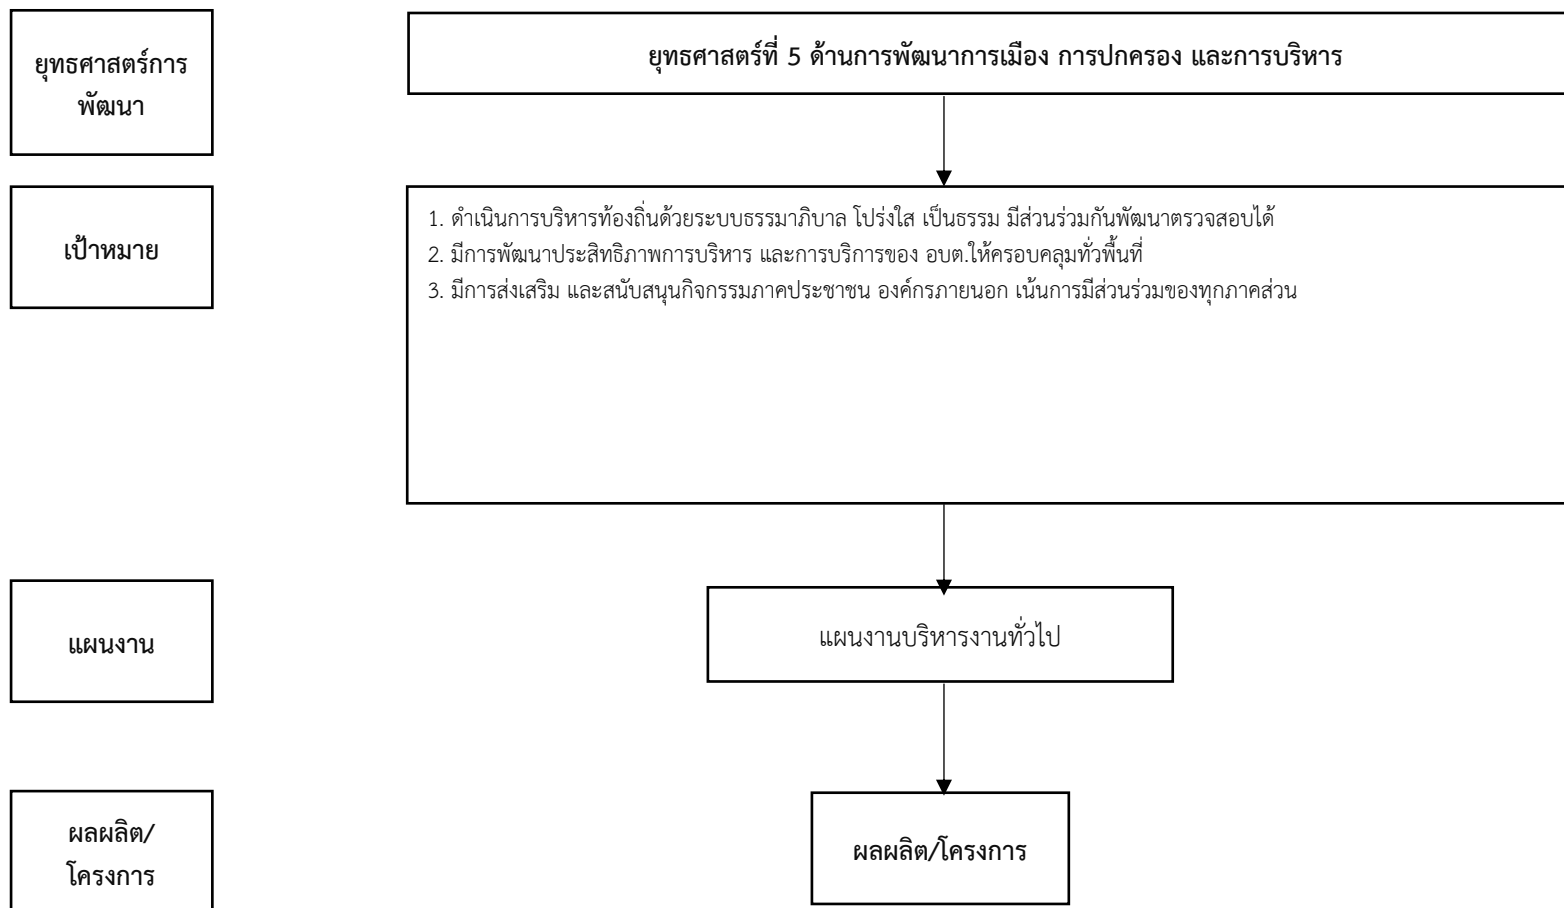 ยุทธศาสตร์การ
พัฒนา
ยุทธศาสตร์ที่ 5 ด้านการพัฒนาการเมือง การปกครอง และการบริหาร
เป้าหมาย
1. ดำเนินการบริหารท้องถิ่นด้วยระบบธรรมาภิบาล โปร่งใส เป็นธรรม มีส่วนร่วมกันพัฒนาตรวจสอบได้
2. มีการพัฒนาประสิทธิภาพการบริหาร และการบริการของ อบต.ให้ครอบคลุมทั่วพื้นที่
3. มีการส่งเสริม และสนับสนุนกิจกรรมภาคประชาชน องค์กรภายนอก เน้นการมีส่วนร่วมของทุกภาคส่วน
แผนงาน
แผนงานบริหารงานทั่วไป
ผลผลิต/
โครงการ
ผลผลิต/โครงการ